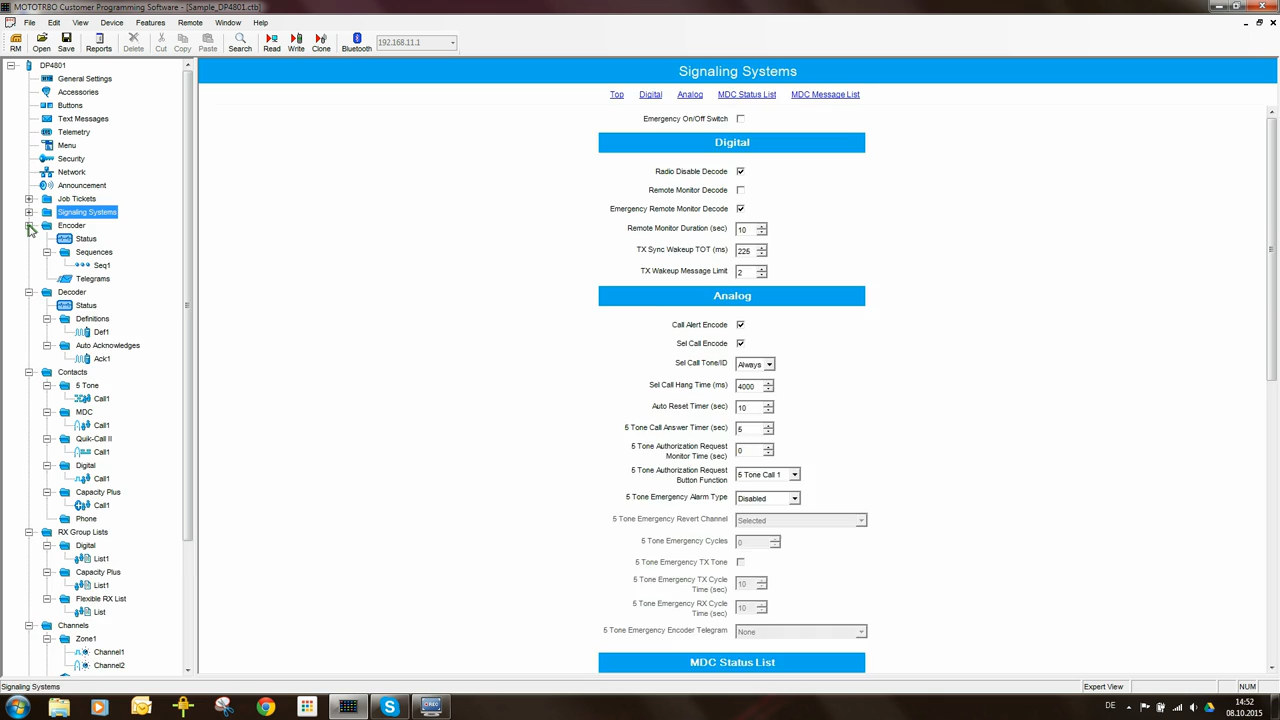 MOTOTRBO Customer Programming Software - [Sample_DP4801.ctb]
File Edit View Device Features Remote Window Help
RM Open Save Reports Delete Cut Copy Paste Search Read Write Clone Bluetooth 192.168.11.1
DP4801
General Settings
Accessories
Buttons
Text Messages
Telemetry
Menu
Security
Network
Announcement
Job Tickets
Signaling Systems
Encoder
Status
Sequences
Seq1
Telegrams
Decoder
Status
Definitions
Def1
Auto Acknowledges
Ack1
Contacts
5 Tone
Call1
MDC
Call1
Quik-Call II
Call1
Digital
Call1
Capacity Plus
Call1
Phone
RX Group Lists
Digital
List1
Capacity Plus
List1
Flexible RX List
List
Channels
Zone1
Channel1
Channel2
Signaling Systems
Top Digital Analog MDC Status List MDC Message List
Emergency On/Off Switch
Digital
Radio Disable Decode
Remote Monitor Decode
Emergency Remote Monitor Decode
Remote Monitor Duration (sec) 10
TX Sync Wakeup TOT (ms) 225
TX Wakeup Message Limit 2
Analog
Call Alert Encode
Sel Call Encode
Sel Call Tone/ID Always
Sel Call Hang Time (ms) 4000
Auto Reset Timer (sec) 10
5 Tone Call Answer Timer (sec) 5
5 Tone Authorization Request
Monitor Time (sec) 0
5 Tone Authorization Request
Button Function 5 Tone Call 1
5 Tone Emergency Alarm Type Disabled
5 Tone Emergency Revert Channel Selected
5 Tone Emergency Cycles 0
5 Tone Emergency TX Tone
5 Tone Emergency TX Cycle
Time (sec) 10
5 Tone Emergency RX Cycle
Time (sec) 10
5 Tone Emergency Encoder Telegram None
MDC Status List
Signaling Systems Expert View NUM
DE 14:52
08.10.2015